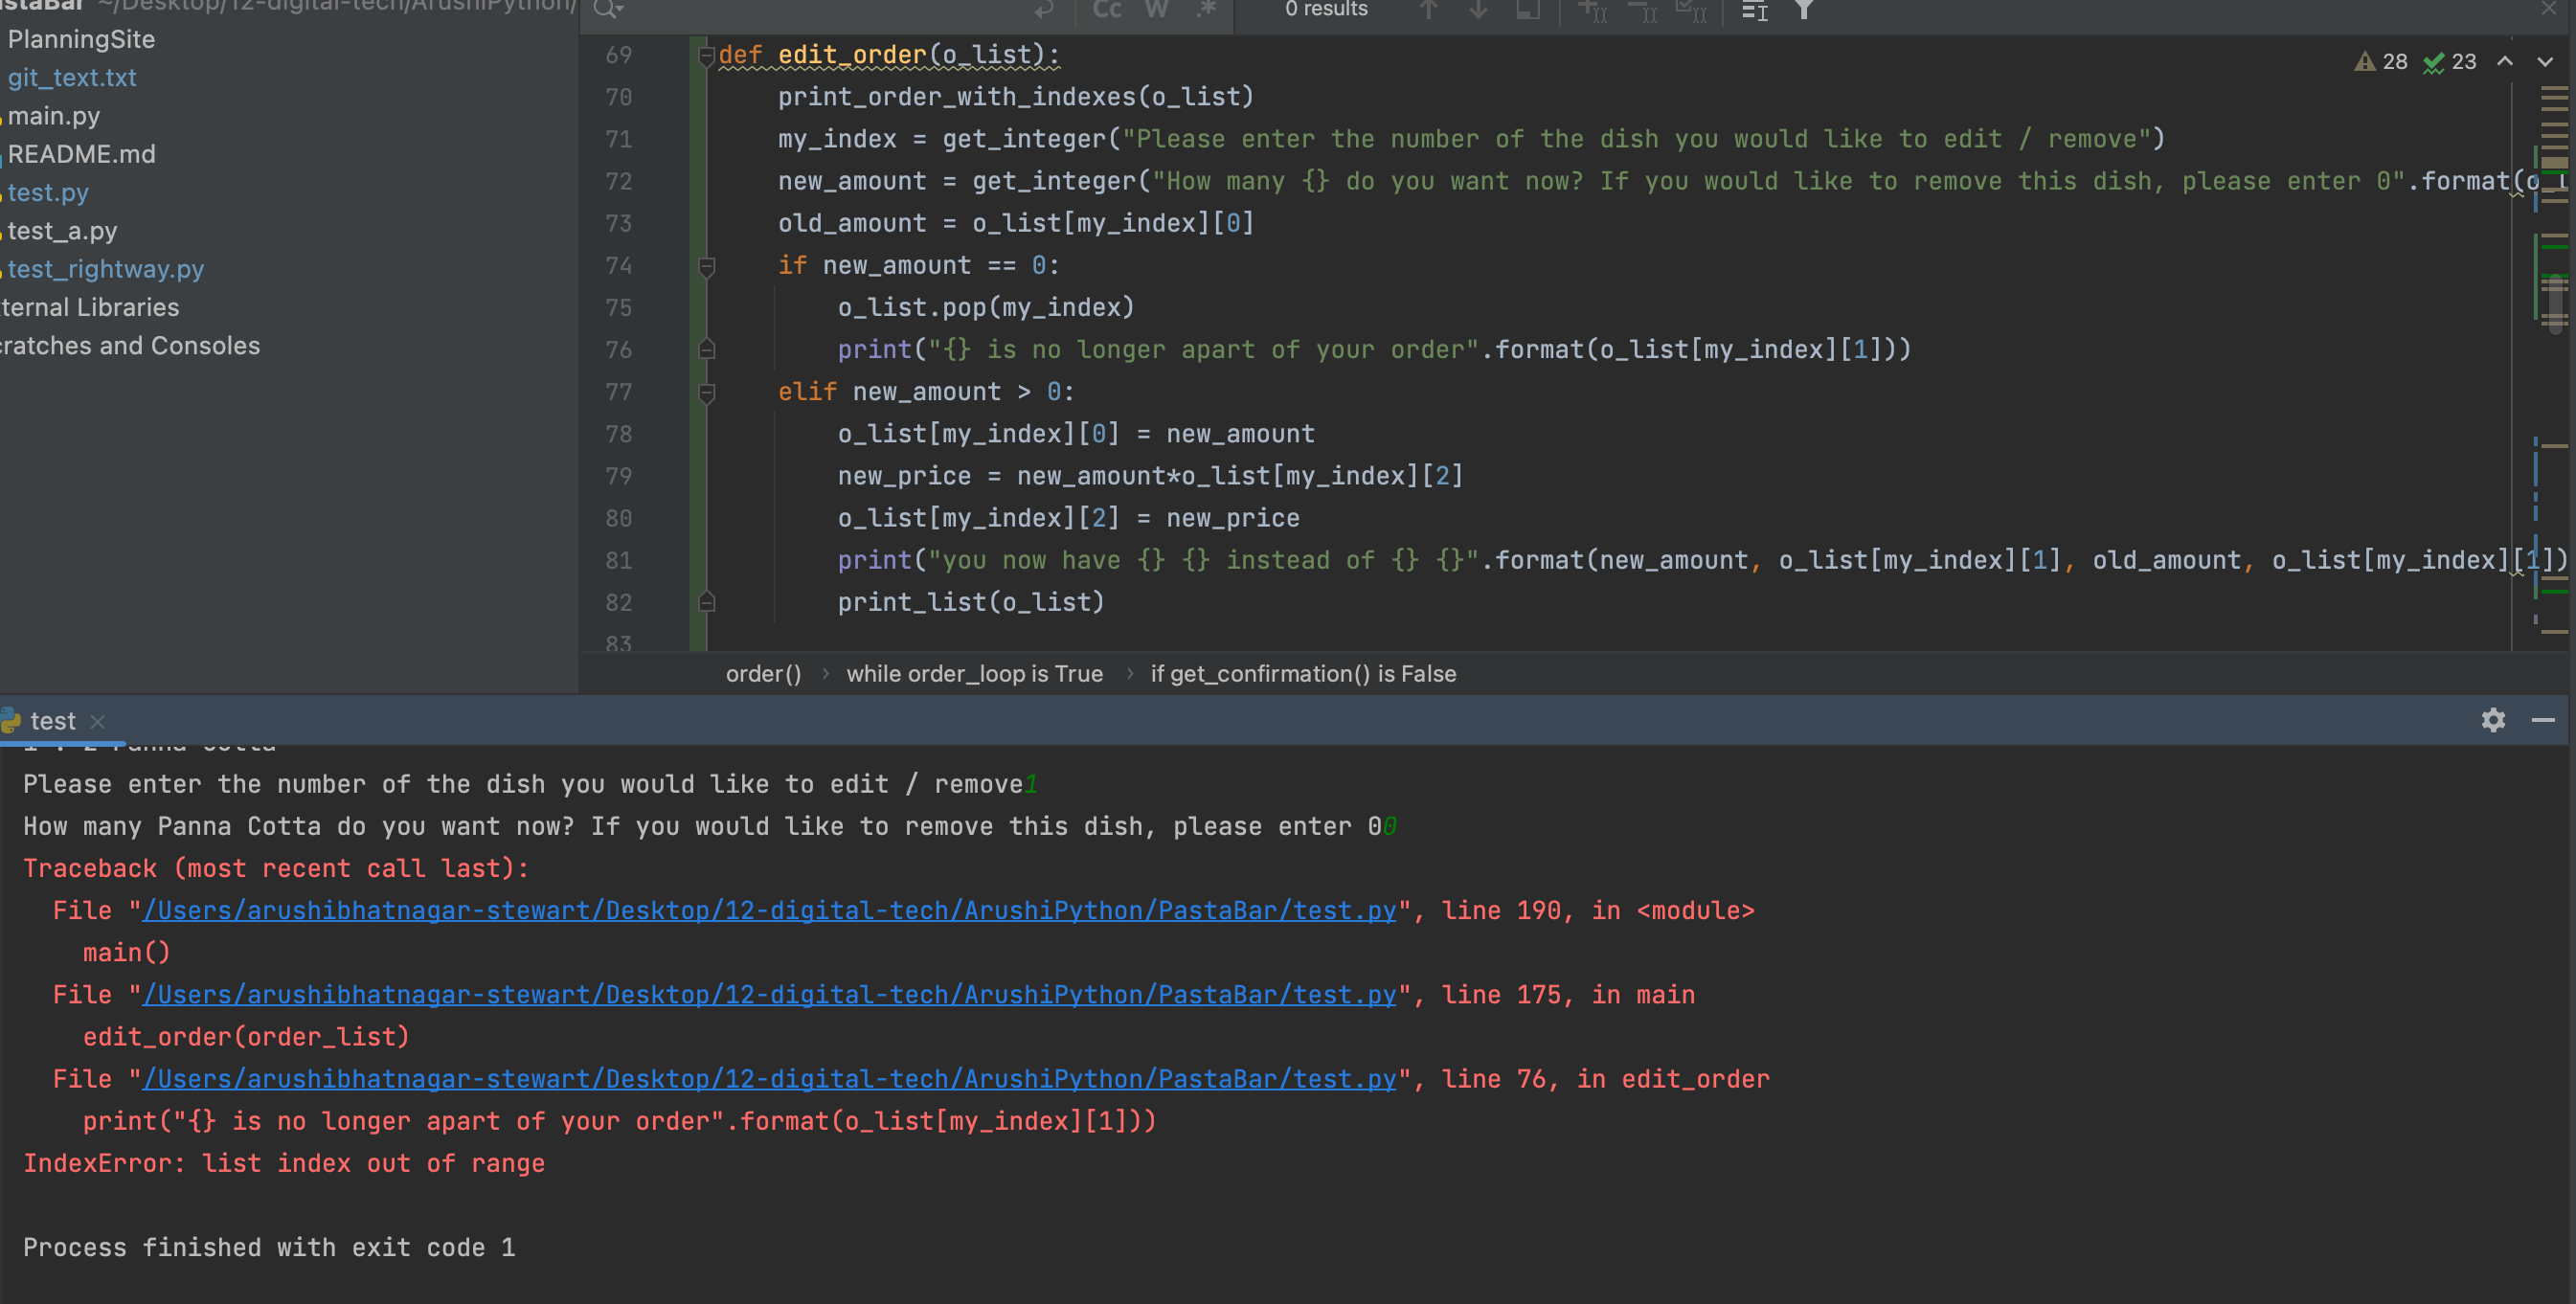 ~/Desktop/12-digital-tech/ArushiPython/
PlanningSite
git_text.txt
main.py
README.md
test.py
test_a.py
test_rightway.py
ternal Libraries
cratches and Consoles
Cc W .* 0 results
28 23
69 def edit_order(o_list):
70 print_order_with_indexes(o_list)
71 my_index = get_integer("Please enter the number of the dish you would like to edit / remove")
72 new_amount = get_integer("How many {} do you want now? If you would like to remove this dish, please enter 0".format(o_l
73 old_amount = o_list[my_index][0]
74 if new_amount == 0:
75 o_list.pop(my_index)
76 print("{} is no longer apart of your order".format(o_list[my_index][1]))
77 elif new_amount > 0:
78 o_list[my_index][0] = new_amount
79 new_price = new_amount*o_list[my_index][2]
80 o_list[my_index][2] = new_price
81 print("you now have {} {} instead of {} {}".format(new_amount, o_list[my_index][1], old_amount, o_list[my_index][1])
82 print_list(o_list)
83
order() › while order_loop is True › if get_confirmation() is False
test
1 : 2 Panna Cotta
Please enter the number of the dish you would like to edit / remove1
How many Panna Cotta do you want now? If you would like to remove this dish, please enter 00
Traceback (most recent call last):
File "/Users/arushibhatnagar-stewart/Desktop/12-digital-tech/ArushiPython/PastaBar/test.py", line 190, in <module>
main()
File "/Users/arushibhatnagar-stewart/Desktop/12-digital-tech/ArushiPython/PastaBar/test.py", line 175, in main
edit_order(order_list)
File "/Users/arushibhatnagar-stewart/Desktop/12-digital-tech/ArushiPython/PastaBar/test.py", line 76, in edit_order
print("{} is no longer apart of your order".format(o_list[my_index][1]))
IndexError: list index out of range
Process finished with exit code 1